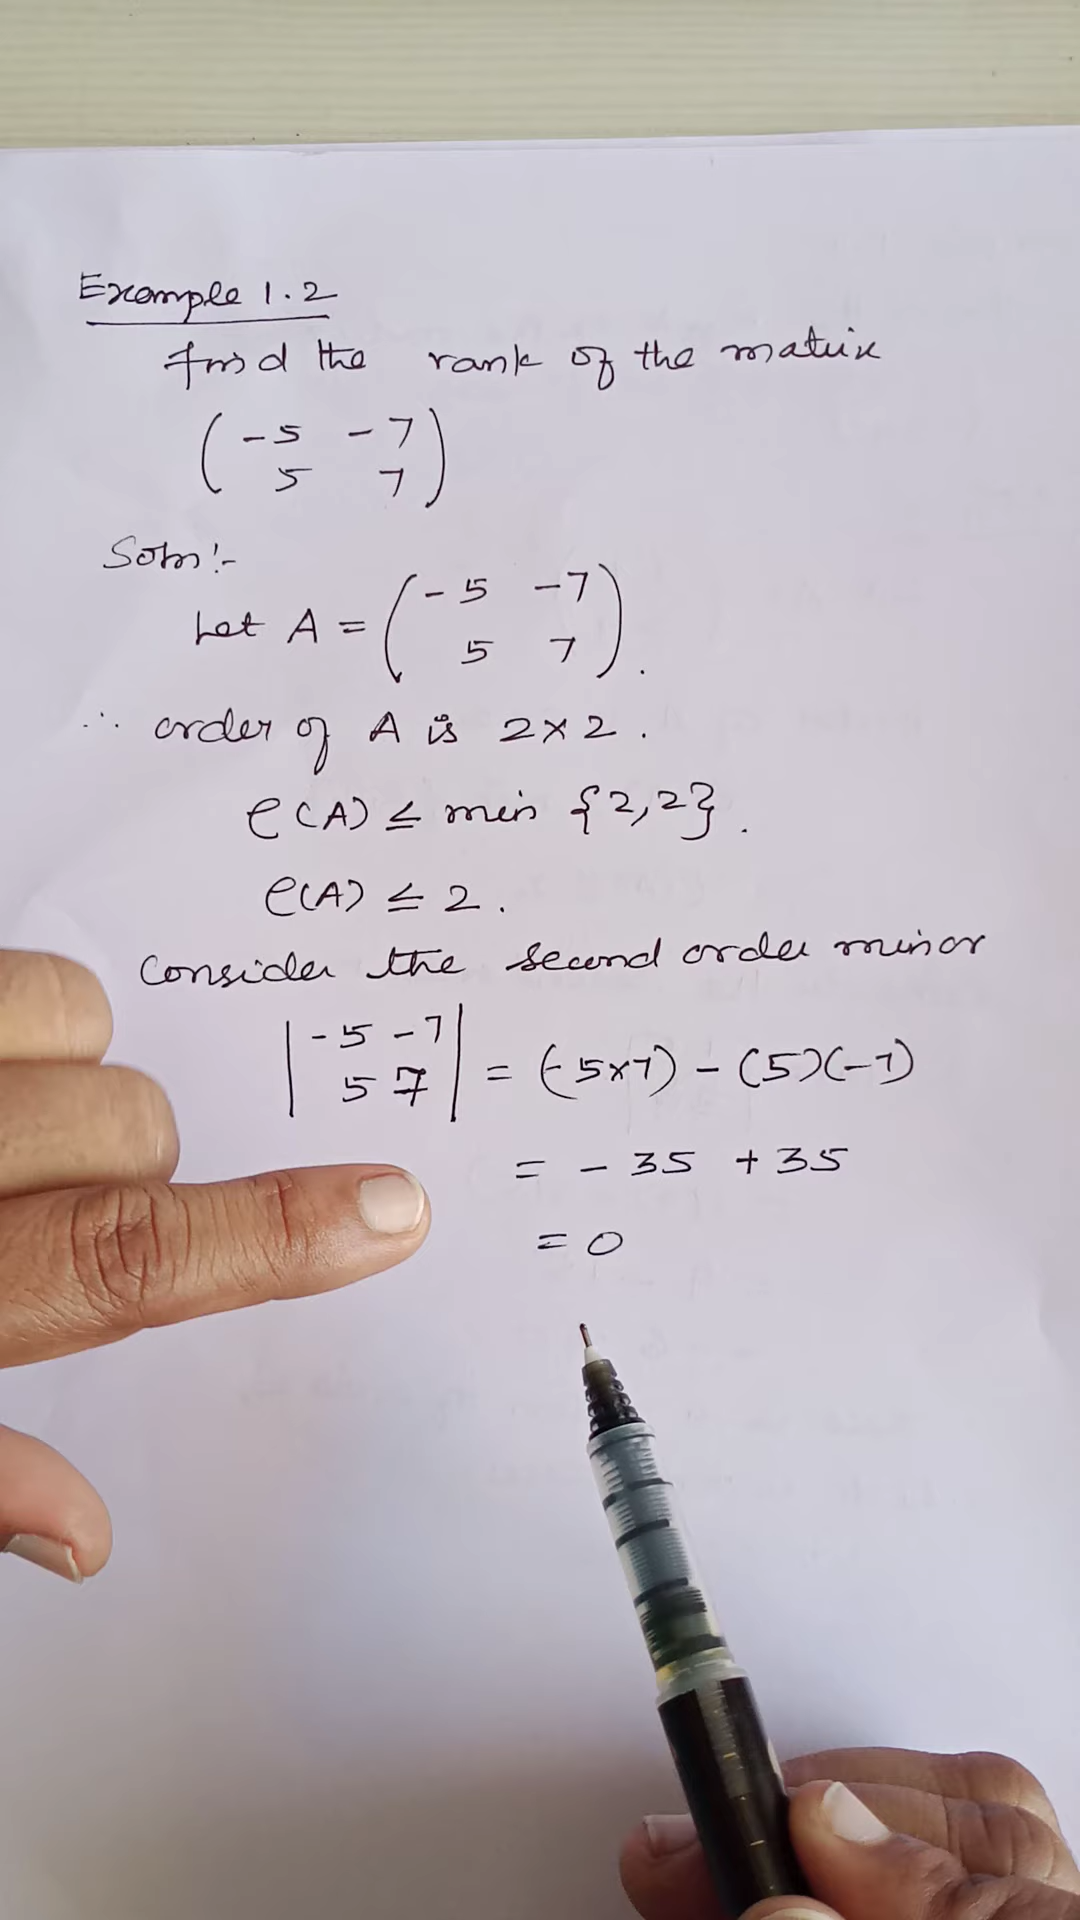 Example 1.2
find the rank of the matrix
( -5 -7
5 7 )
Soln:-
Let A = ( -5 -7
5 7 ).
∴ order of A is 2×2.
ρ(A) ≤ min {2,2}.
ρ(A) ≤ 2.
Consider the second order minor
| -5 -7
5 7 | = (-5×7) - (5)(-7)
= - 35 + 35
= 0